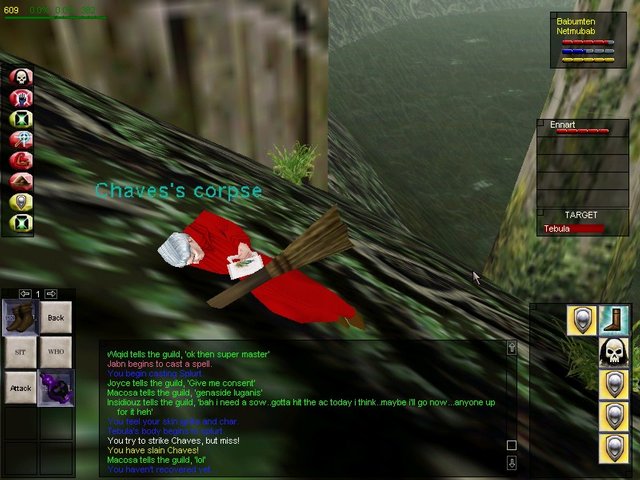 609
Babumten
Netmubab
Ennart
TARGET
Tebula
Chaves's corpse
1
Back
SIT
WHO
Attack
Wiqid tells the guild, 'ok then super master'
Jabn begins to cast a spell.
You begin casting Splurt.
Joyce tells the guild, 'Give me consent'
Macosa tells the guild, 'genaside luganis'
Insidiouz tells the guild, 'bah i need a sow..gotta hit the ac today i think..maybe i'll go now...anyone up
for it heh'
You feel your skin ignite and char.
Tebula's body begins to splurt.
You try to strike Chaves, but miss!
You have slain Chaves!
Macosa tells the guild, 'lol'
You haven't recovered yet...